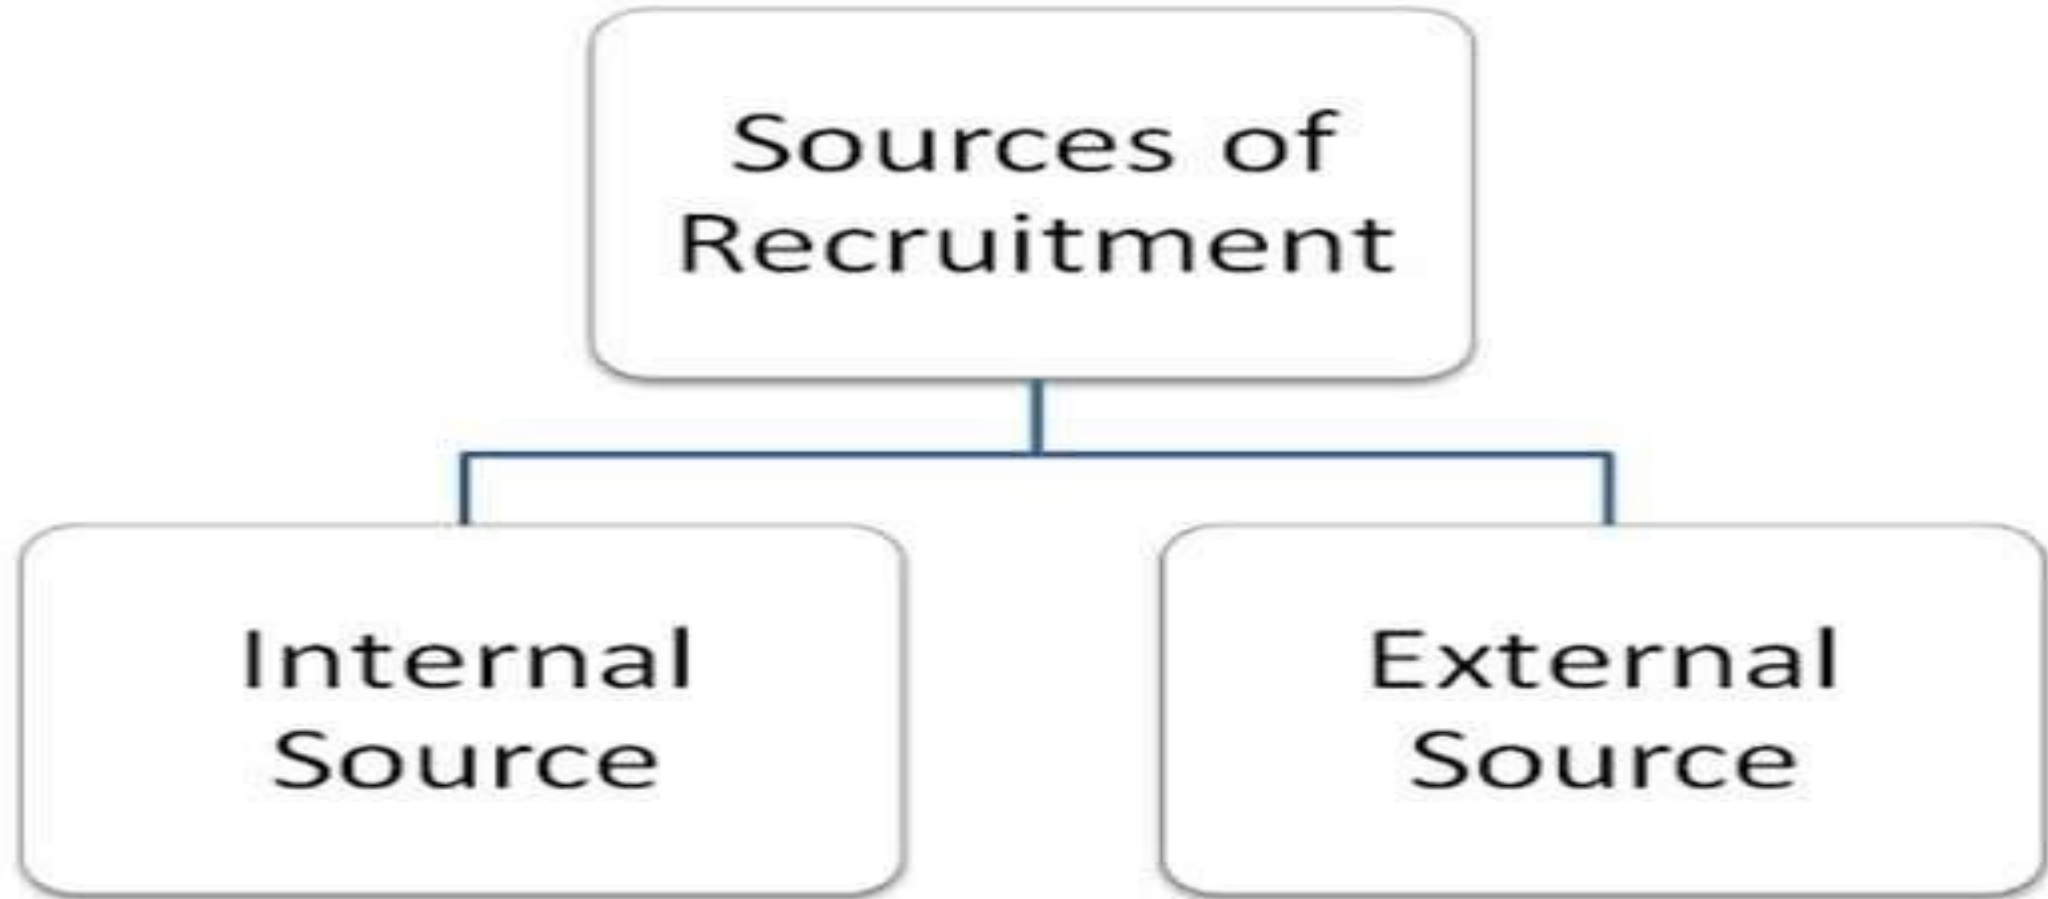 Sources of
Recruitment
Internal
Source
External
Source